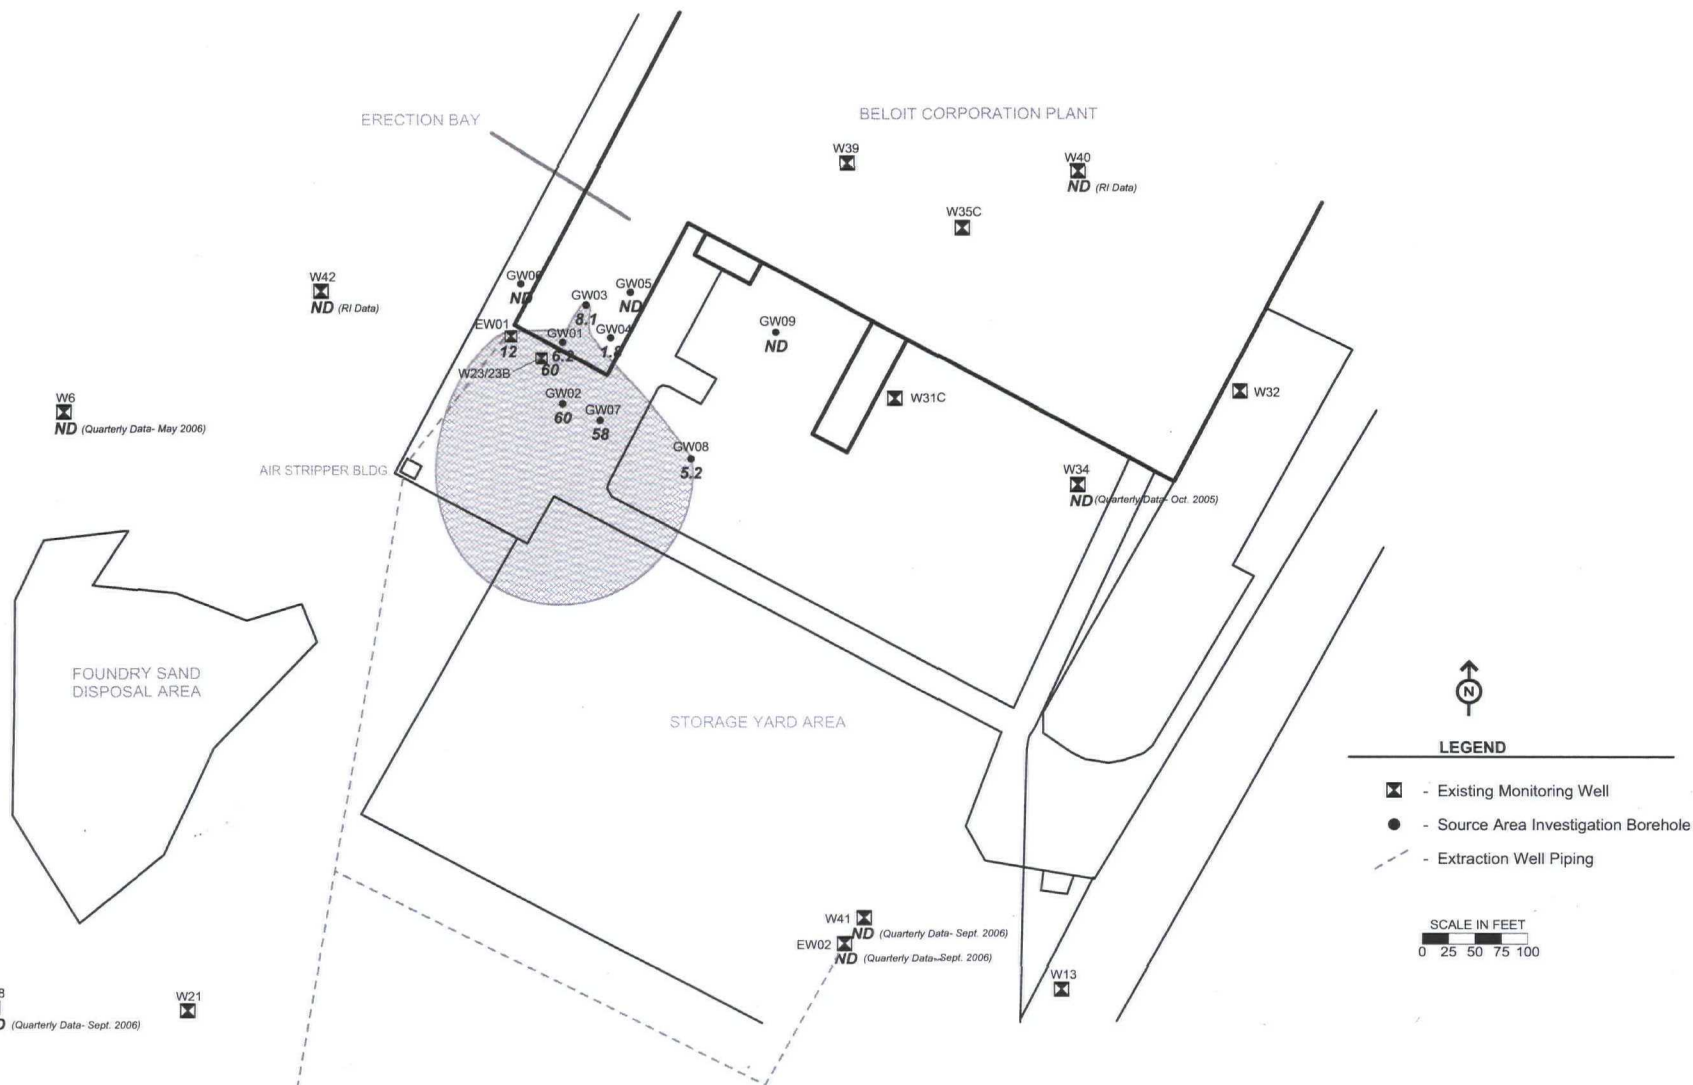 ERECTION BAY
BELOIT CORPORATION PLANT
W39
W40
ND (RI Data)
W35C
W42
ND (RI Data)
GW06
ND
GW03
8.1
GW05
ND
EW01
12
GW01
6.2
GW04
1.8
W23/23B
60
GW09
ND
GW02
60
GW07
58
GW08
5.2
W31C
W32
W6
ND (Quarterly Data- May 2006)
AIR STRIPPER BLDG
W34
ND (Quarterly Data- Oct. 2005)
FOUNDRY SAND
DISPOSAL AREA
STORAGE YARD AREA
N
LEGEND
- Existing Monitoring Well
- Source Area Investigation Borehole
- Extraction Well Piping
SCALE IN FEET
0 25 50 75 100
W41
ND (Quarterly Data- Sept. 2006)
EW02
ND (Quarterly Data- Sept. 2006)
W13
W21
(Quarterly Data- Sept. 2006)